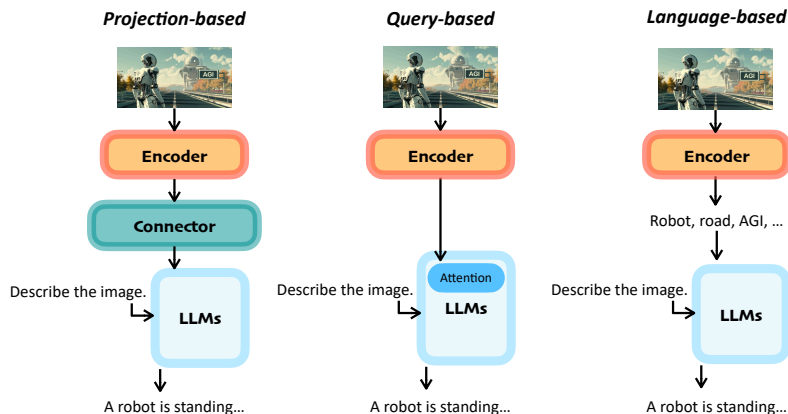 Projection-based
Query-based
Language-based
AGI
AGI
AGI
Encoder
Encoder
Encoder
Connector
Robot, road, AGI, …
Attention
Describe the image.
LLMs
Describe the image.
LLMs
Describe the image.
LLMs
A robot is standing…
A robot is standing…
A robot is standing…